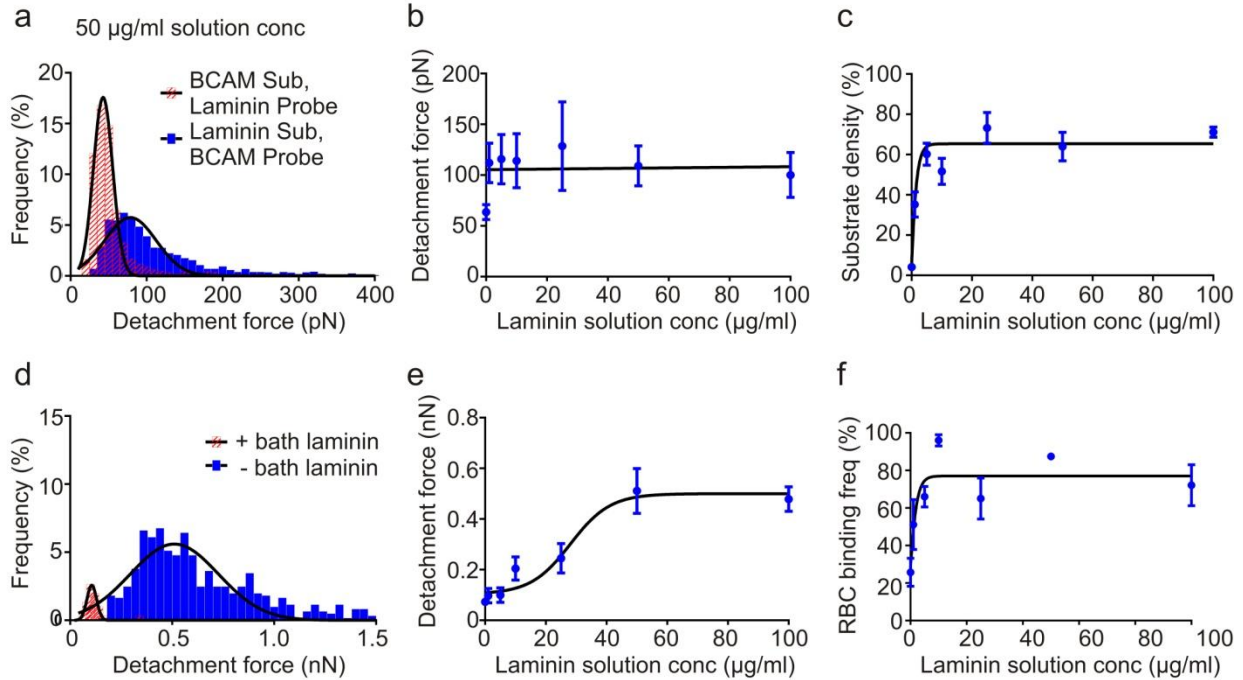 a
50 µg/ml solution conc
Frequency (%)
20
15
10
5
0
BCAM Sub,
Laminin Probe
Laminin Sub,
BCAM Probe
0 100 200 300 400
Detachment force (pN)
b
Detachment force (pN)
200
150
100
50
0
0 20 40 60 80 100
Laminin solution conc (µg/ml)
c
Substrate density (%)
100
80
60
40
20
0
0 20 40 60 80 100
Laminin solution conc (µg/ml)
d
Frequency (%)
15
10
5
0
+ bath laminin
- bath laminin
0 0.5 1.0 1.5
Detachment force (nN)
e
Detachment force (nN)
0.8
0.6
0.4
0.2
0.0
0 20 40 60 80 100
Laminin solution conc (µg/ml)
f
RBC binding freq (%)
100
80
60
40
20
0
0 20 40 60 80 100
Laminin solution conc (µg/ml)